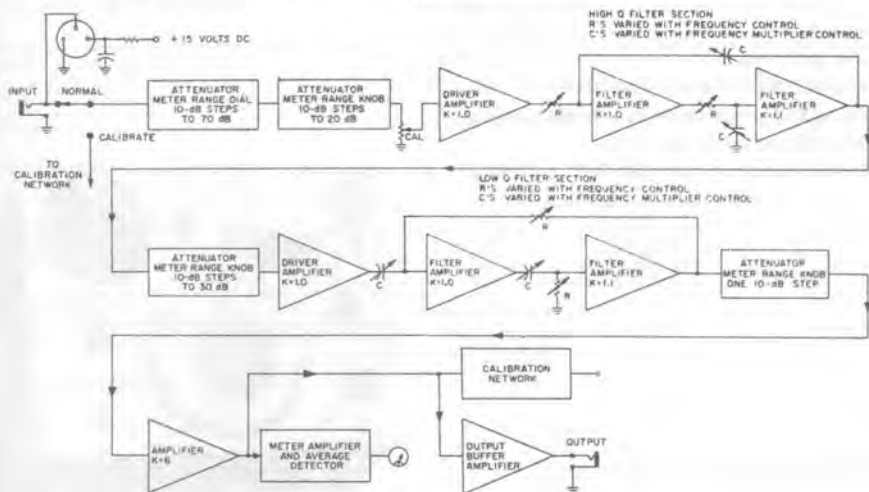 + 15 VOLTS DC
INPUT
NORMAL
CALIBRATE
TO
CALIBRATION
NETWORK
ATTENUATOR
METER RANGE DIAL
10-dB STEPS
TO 70 dB
ATTENUATOR
METER RANGE KNOB
10-dB STEPS
TO 20 dB
CAL
DRIVER
AMPLIFIER
K=1.0
R
HIGH Q FILTER SECTION
R'S VARIED WITH FREQUENCY CONTROL
C'S VARIED WITH FREQUENCY MULTIPLIER CONTROL
C
FILTER
AMPLIFIER
K=1.0
R
C
FILTER
AMPLIFIER
K=1.1
LOW Q FILTER SECTION
R'S VARIED WITH FREQUENCY CONTROL
C'S VARIED WITH FREQUENCY MULTIPLIER CONTROL
R
ATTENUATOR
METER RANGE KNOB
10-dB STEPS
TO 30 dB
DRIVER
AMPLIFIER
K=1.0
C
FILTER
AMPLIFIER
K=1.0
C
R
FILTER
AMPLIFIER
K=1.1
ATTENUATOR
METER RANGE KNOB
ONE 10-dB STEP
AMPLIFIER
K=6
METER AMPLIFIER
AND AVERAGE
DETECTOR
CALIBRATION
NETWORK
OUTPUT
BUFFER
AMPLIFIER
OUTPUT